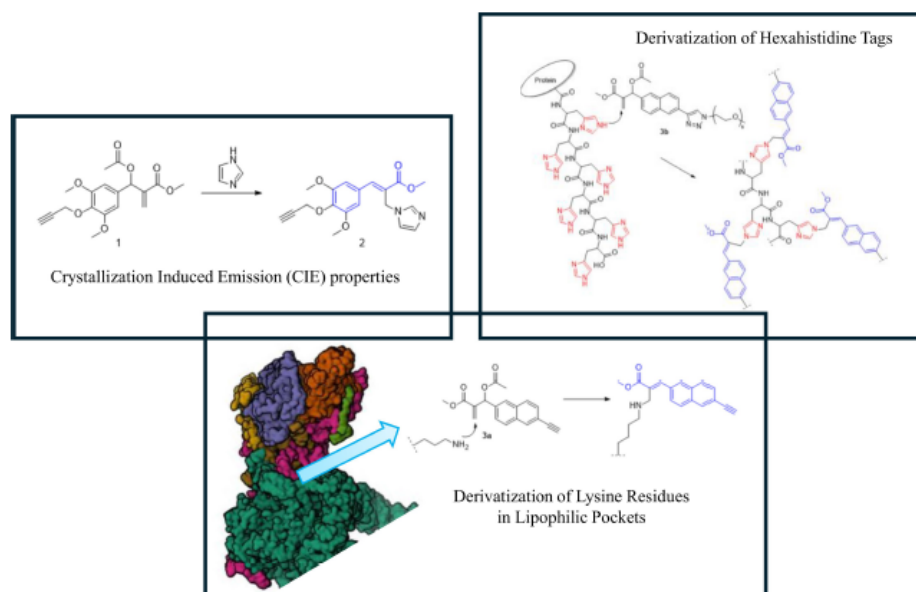 Derivatization of Hexahistidine Tags
Protein
3b
1
2
Crystallization Induced Emission (CIE) properties
3a
Derivatization of Lysine Residues
in Lipophilic Pockets